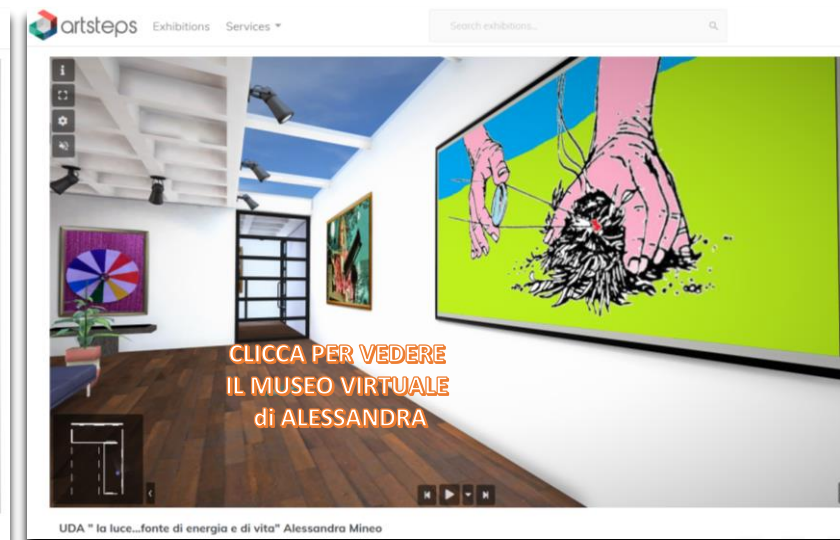 artsteps Exhibitions Services
Search exhibitions...
CLICCA PER VEDERE
IL MUSEO VIRTUALE
di ALESSANDRA
UDA " la luce...fonte di energia e di vita" Alessandra Mineo